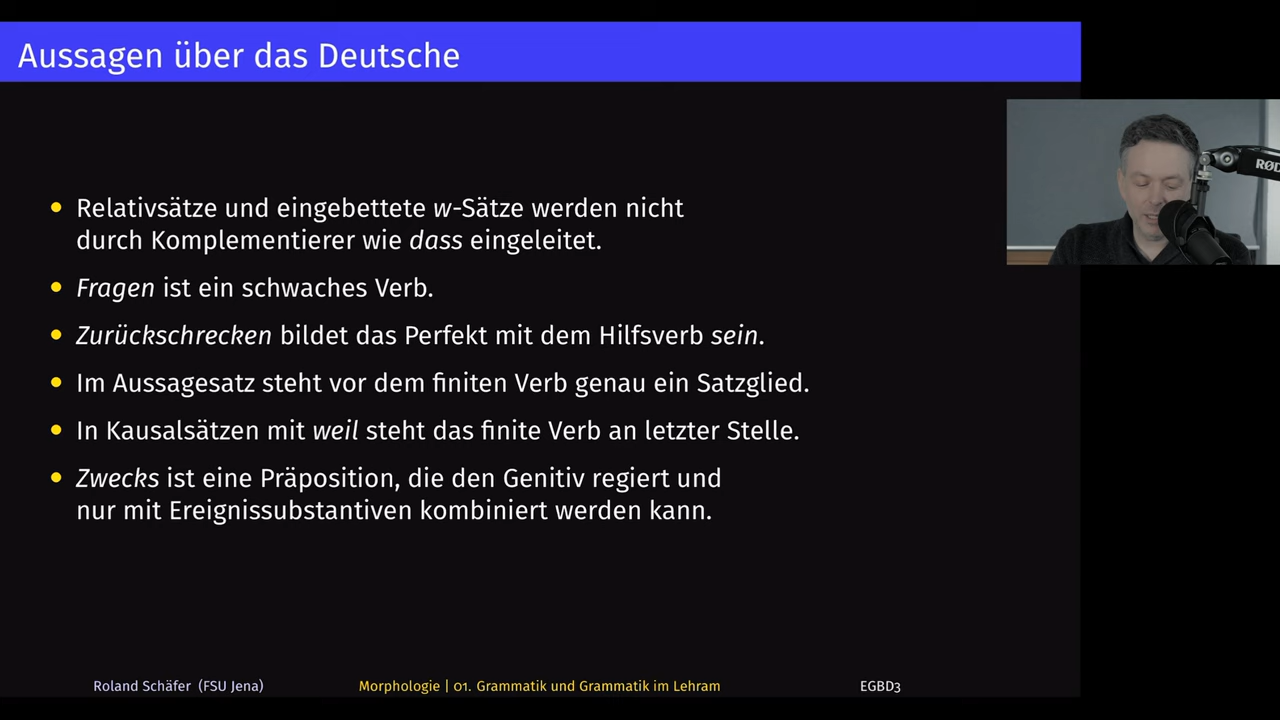 Aussagen über das Deutsche
Relativsätze und eingebettete w-Sätze werden nicht
durch Komplementierer wie dass eingeleitet.
Fragen ist ein schwaches Verb.
Zurückschrecken bildet das Perfekt mit dem Hilfsverb sein.
Im Aussagesatz steht vor dem finiten Verb genau ein Satzglied.
In Kausalsätzen mit weil steht das finite Verb an letzter Stelle.
Zwecks ist eine Präposition, die den Genitiv regiert und
nur mit Ereignissubstantiven kombiniert werden kann.
Roland Schäfer (FSU Jena)
Morphologie | 01. Grammatik und Grammatik im Lehram
EGBD3